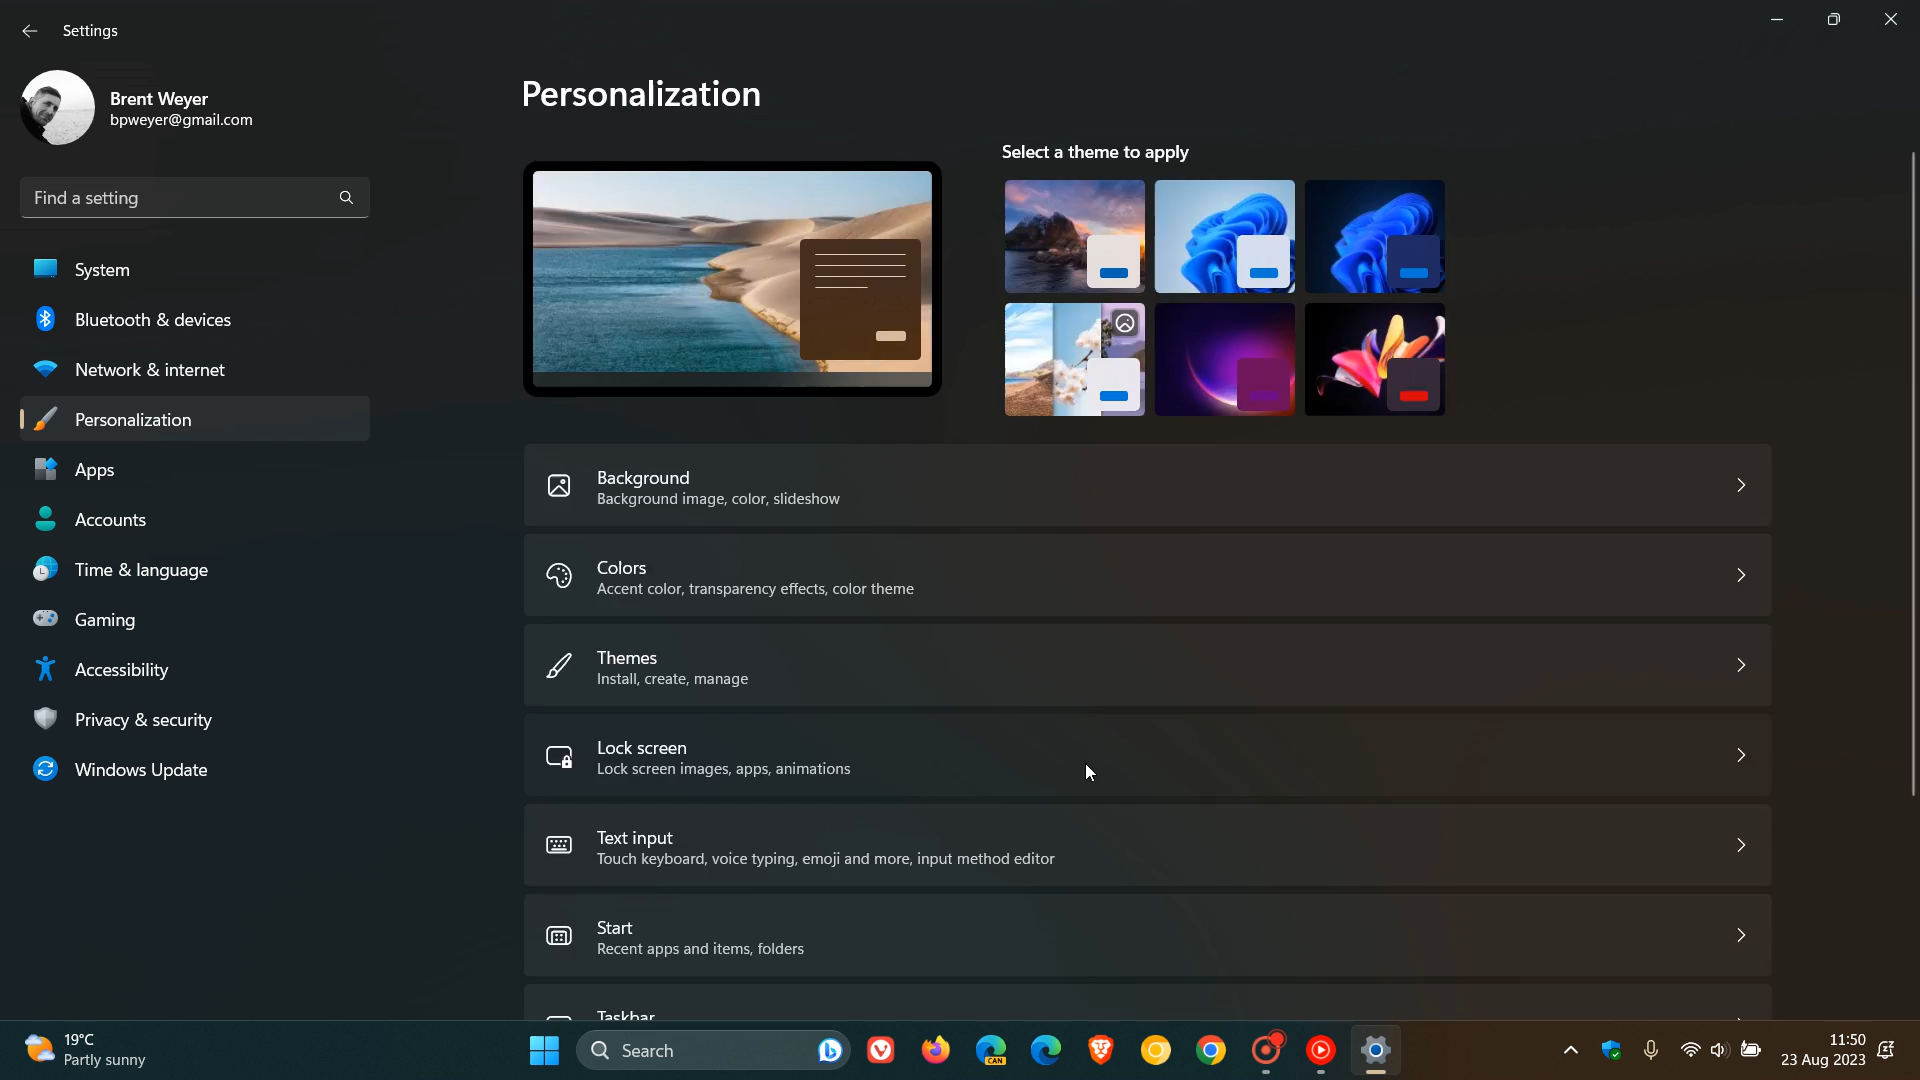 Settings
Brent Weyer
bpweyer@gmail.com
Find a setting
System
Bluetooth & devices
Network & internet
Personalization
Apps
Accounts
Time & language
Gaming
Accessibility
Privacy & security
Windows Update
Personalization
Select a theme to apply
Background
Background image, color, slideshow
Colors
Accent color, transparency effects, color theme
Themes
Install, create, manage
Lock screen
Lock screen images, apps, animations
Text input
Touch keyboard, voice typing, emoji and more, input method editor
Start
Recent apps and items, folders
Taskbar
19°C
Partly sunny
Search
CAN
11:50
23 Aug 2023